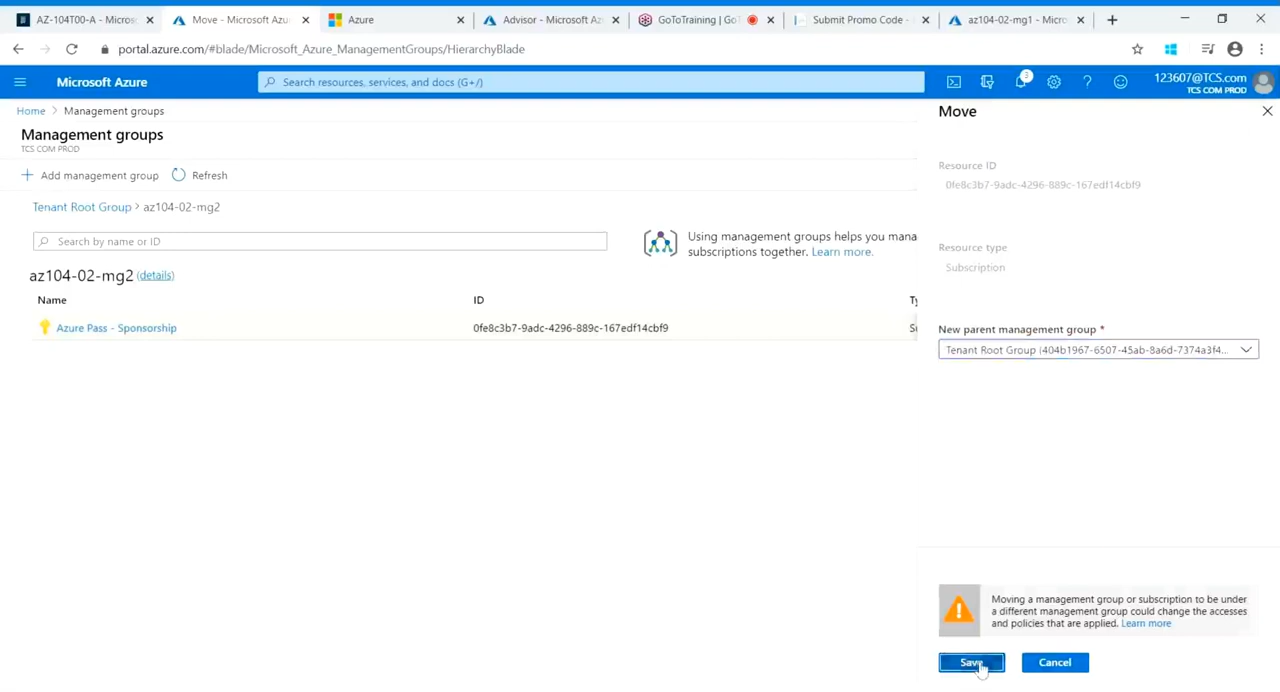 AZ-104T00-A - Micros
Move - Microsoft Azu
Azure
Advisor - Microsoft Az
GoToTraining | Go
Submit Promo Code -
az104-02-mg1 - Micro
portal.azure.com/#blade/Microsoft_Azure_ManagementGroups/HierarchyBlade
Microsoft Azure
Search resources, services, and docs (G+/)
3
123607@TCS.com
TCS COM PROD
Home > Management groups
Management groups
TCS COM PROD
Add management group
Refresh
Tenant Root Group > az104-02-mg2
Search by name or ID
Using management groups helps you mana
subscriptions together. Learn more.
az104-02-mg2 (details)
Name
ID
Ty
Azure Pass - Sponsorship
0fe8c3b7-9adc-4296-889c-167edf14cbf9
Su
Move
Resource ID
0fe8c3b7-9adc-4296-889c-167edf14cbf9
Resource type
Subscription
New parent management group *
Tenant Root Group (404b1967-6507-45ab-8a6d-7374a3f4...
Moving a management group or subscription to be under
a different management group could change the accesses
and policies that are applied. Learn more
Save
Cancel